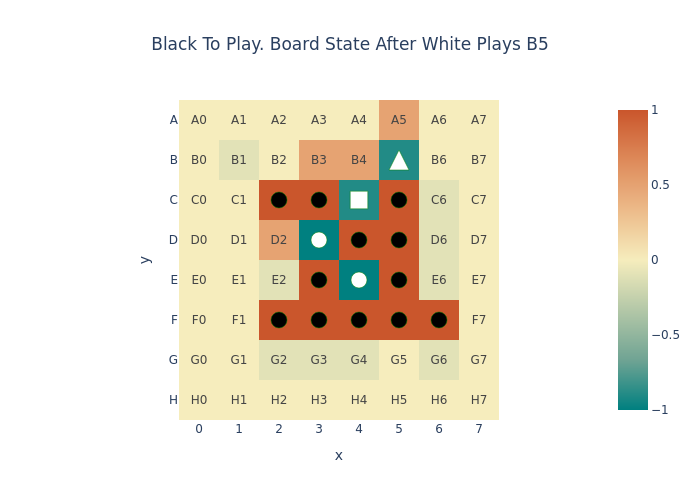 Black To Play. Board State After White Plays B5
A A0 A1 A2 A3 A4 A5 A6 A7
B B0 B1 B2 B3 B4 B6 B7
C C0 C1 C6 C7
D D0 D1 D2 D6 D7
E E0 E1 E2 E6 E7
F F0 F1 F7
G G0 G1 G2 G3 G4 G5 G6 G7
H H0 H1 H2 H3 H4 H5 H6 H7
0 1 2 3 4 5 6 7
x
y
1
0.5
0
−0.5
−1